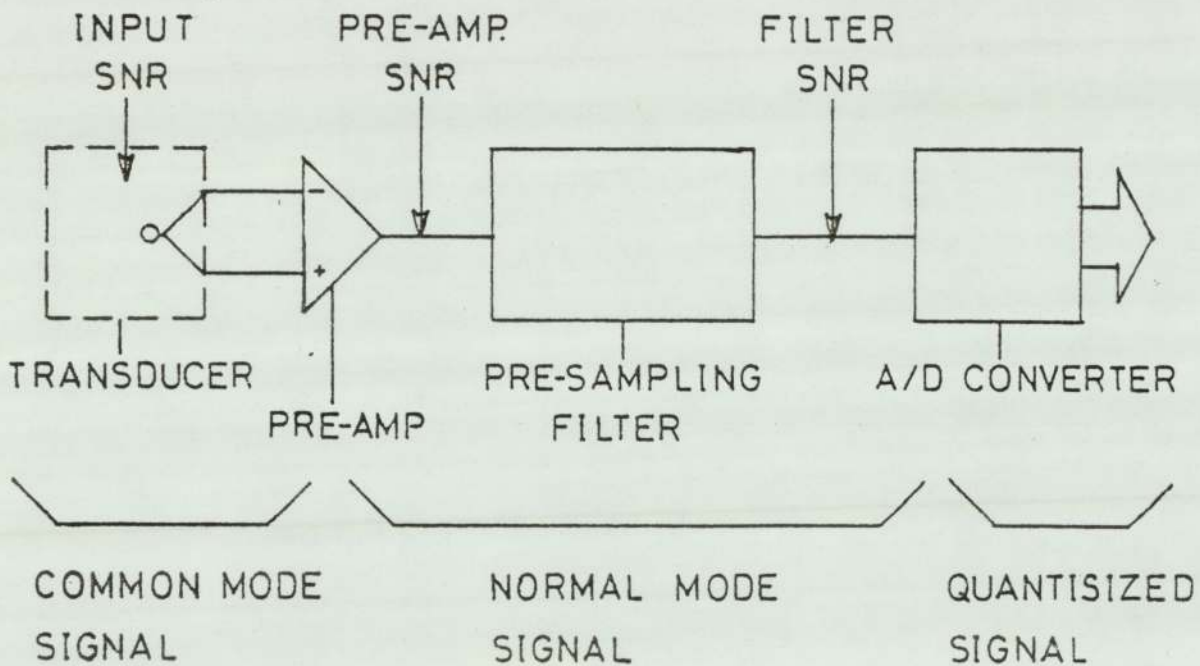 INPUT
SNR
PRE-AMP.
SNR
FILTER
SNR
-
+
TRANSDUCER
PRE-AMP
PRE-SAMPLING
FILTER
A/D CONVERTER
COMMON MODE
SIGNAL
NORMAL MODE
SIGNAL
QUANTISIZED
SIGNAL